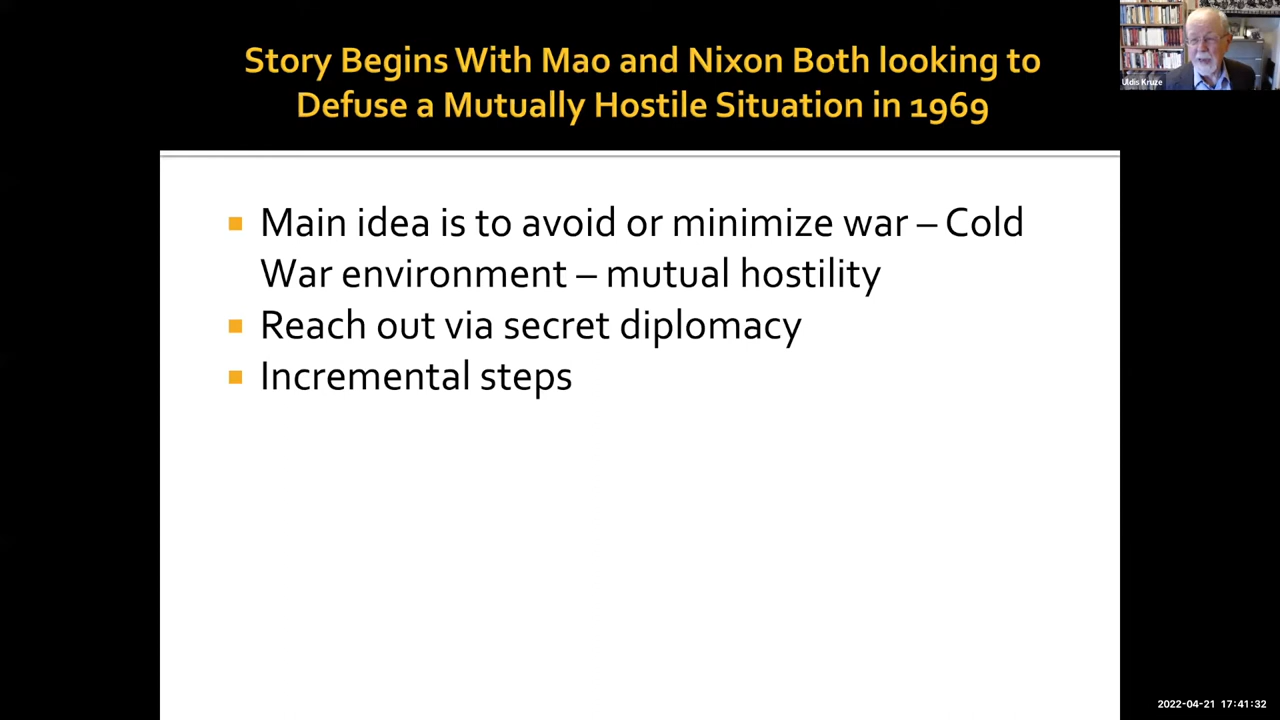 Story Begins With Mao and Nixon Both looking to
Defuse a Mutually Hostile Situation in 1969
Uldis Kruze
■ Main idea is to avoid or minimize war – Cold
War environment – mutual hostility
■ Reach out via secret diplomacy
■ Incremental steps
2022-04-21 17:41:32